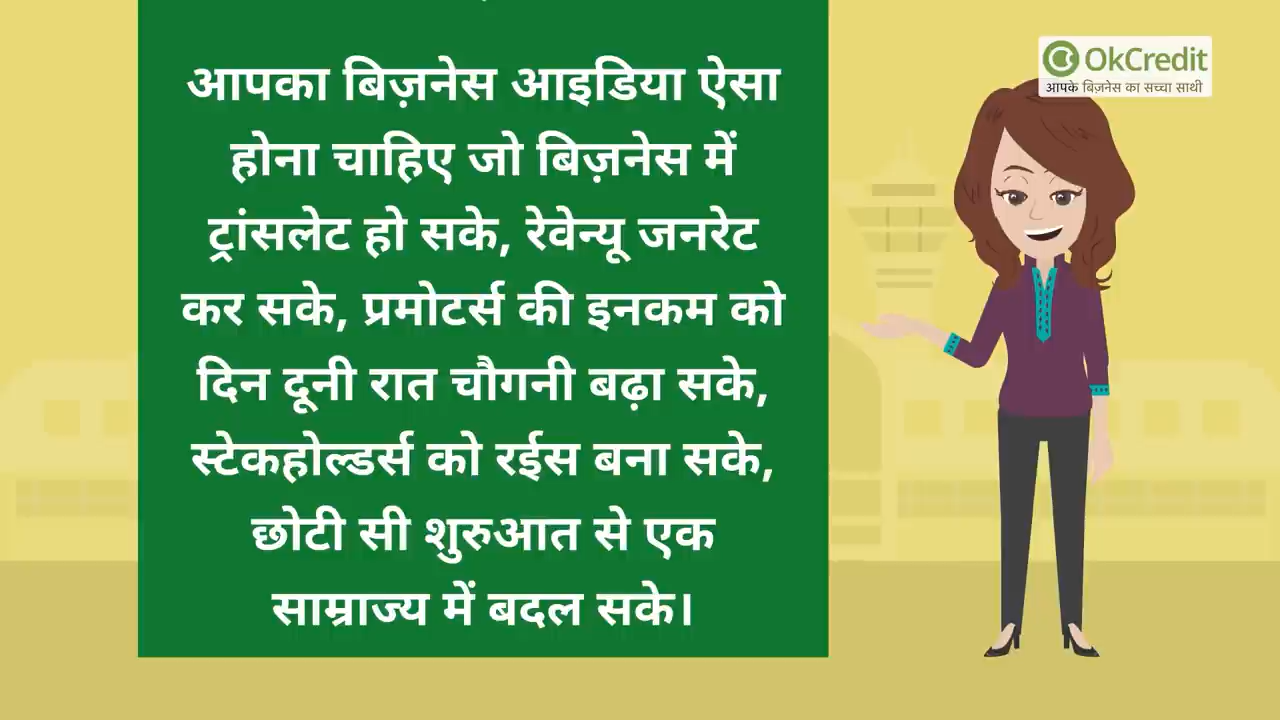 आपका बिज़नेस आइडिया ऐसा
होना चाहिए जो बिज़नेस में
ट्रांसलेट हो सके, रेवेन्यू जनरेट
कर सके, प्रमोटर्स की इनकम को
दिन दूनी रात चौगनी बढ़ा सके,
स्टेकहोल्डर्स को रईस बना सके,
छोटी सी शुरुआत से एक
साम्राज्य में बदल सके।
OkCredit
आपके बिज़नेस का सच्चा साथी